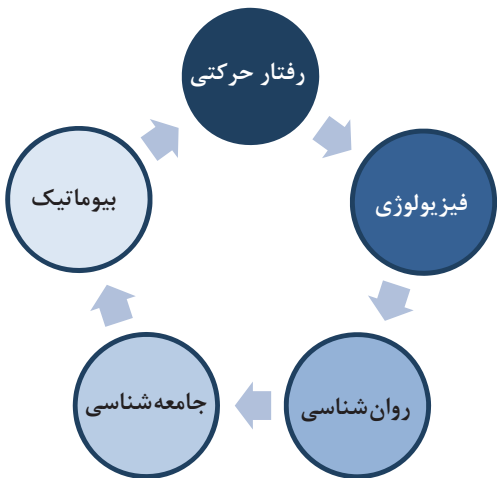 رفتار حرکتی
فیزیولوژی
روان‌شناسی
جامعه‌شناسی
بیوماتیک